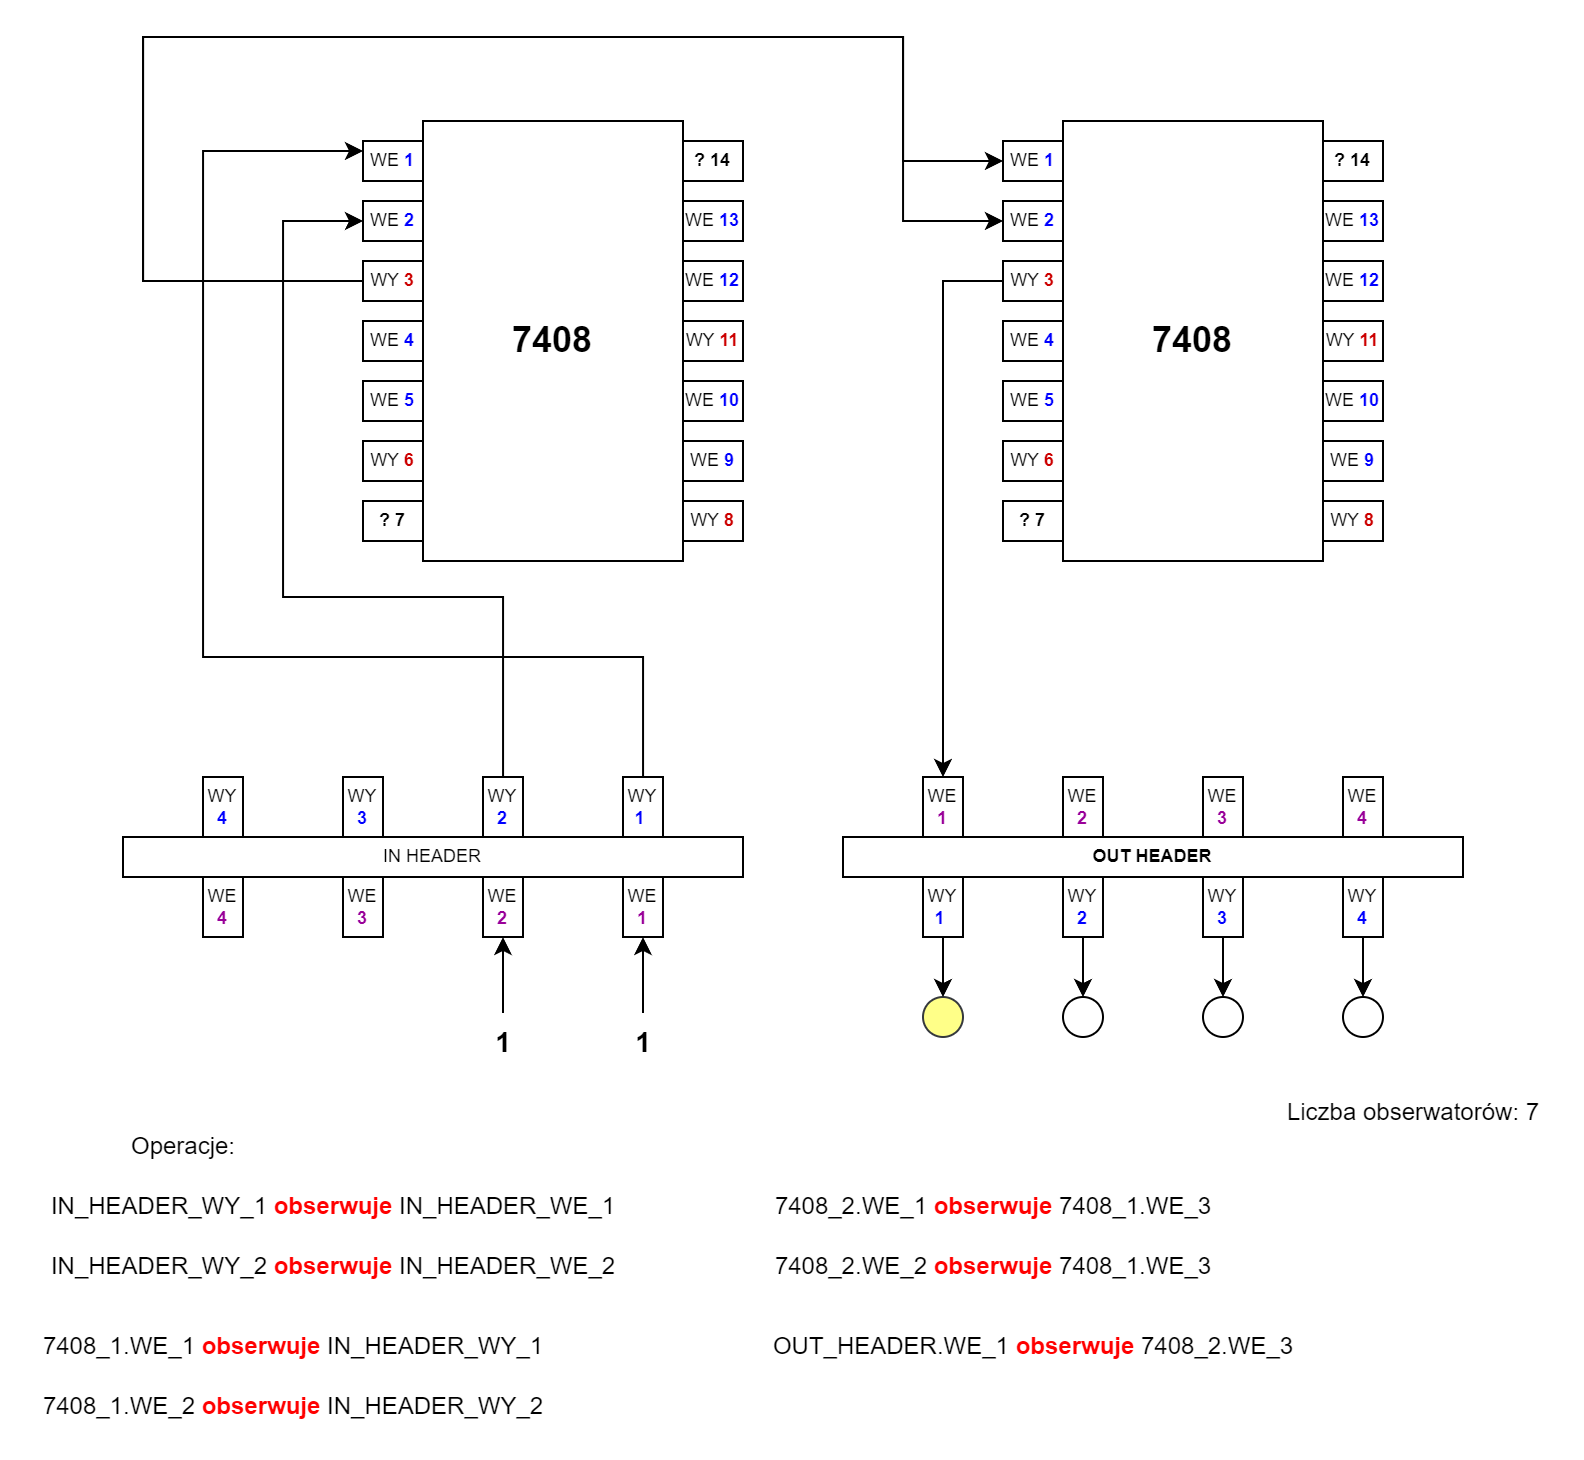 WE 1
? 14
WE 1
? 14
WE 2
WE 13
WE 2
WE 13
WY 3
WE 12
WY 3
WE 12
WE 4
7408
WY 11
WE 4
7408
WY 11
WE 5
WE 10
WE 5
WE 10
WY 6
WE 9
WY 6
WE 9
? 7
WY 8
? 7
WY 8
WY
4
WY
3
WY
2
WY
1
IN HEADER
WE
4
WE
3
WE
2
WE
1
1
1
WE
1
WE
2
WE
3
WE
4
OUT HEADER
WY
1
WY
2
WY
3
WY
4
Liczba obserwatorów: 7
Operacje:
IN_HEADER_WY_1 obserwuje IN_HEADER_WE_1
IN_HEADER_WY_2 obserwuje IN_HEADER_WE_2
7408_1.WE_1 obserwuje IN_HEADER_WY_1
7408_1.WE_2 obserwuje IN_HEADER_WY_2
7408_2.WE_1 obserwuje 7408_1.WE_3
7408_2.WE_2 obserwuje 7408_1.WE_3
OUT_HEADER.WE_1 obserwuje 7408_2.WE_3